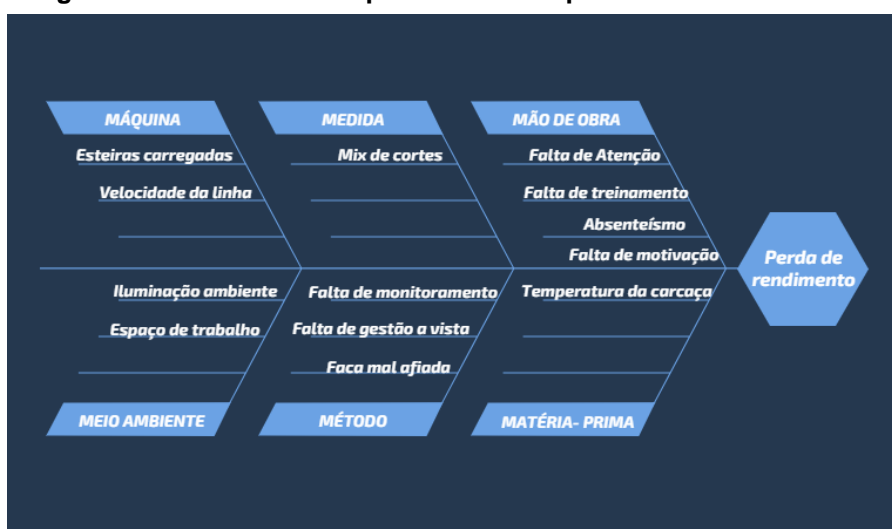 MÁQUINA
Esteiras carregadas
Velocidade da linha
MEDIDA
Mix de cortes
MÃO DE OBRA
Falta de Atenção
Falta de treinamento
Absenteísmo
Falta de motivação
Perda de
rendimento
Iluminação ambiente
Espaço de trabalho
MEIO AMBIENTE
Falta de monitoramento
Falta de gestão a vista
Faca mal afiada
MÉTODO
Temperatura da carcaça
MATÉRIA- PRIMA